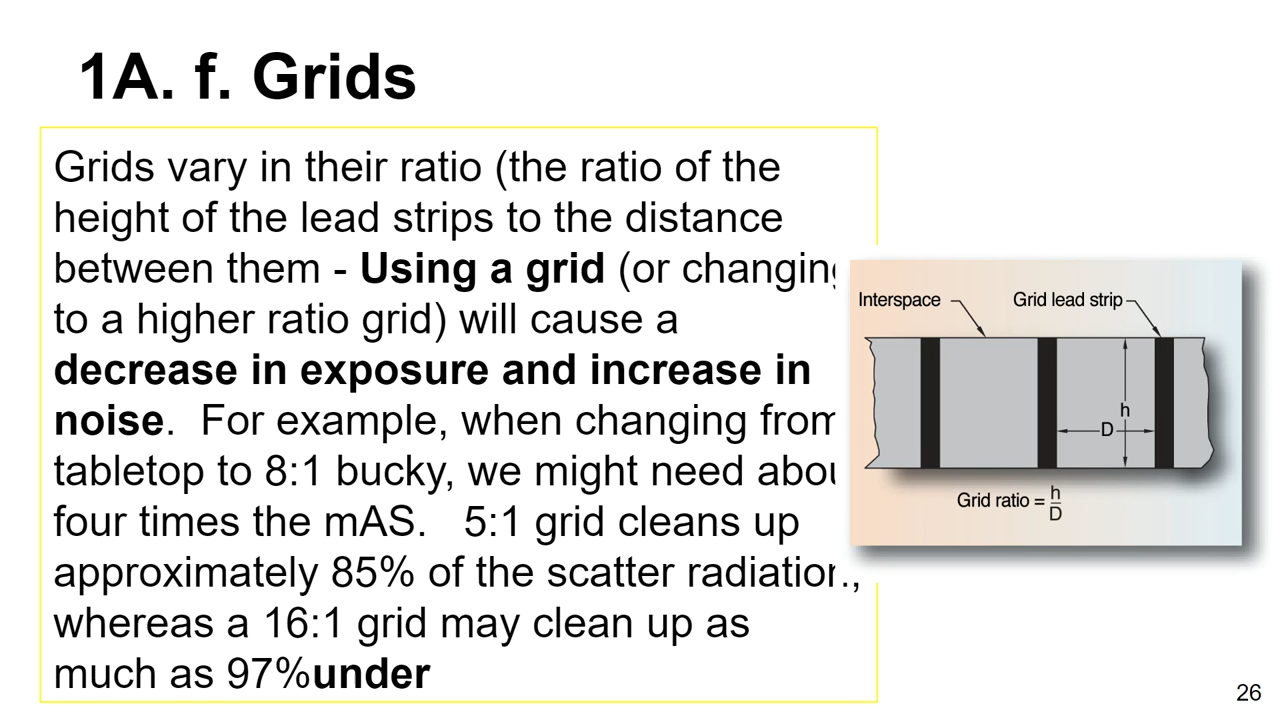 1A. f. Grids
Grids vary in their ratio (the ratio of the
height of the lead strips to the distance
between them - Using a grid (or changing
to a higher ratio grid) will cause a
decrease in exposure and increase in
noise.  For example, when changing from
tabletop to 8:1 bucky, we might need abou
four times the mAS.   5:1 grid cleans up
approximately 85% of the scatter radiation.,
whereas a 16:1 grid may clean up as
much as 97%under
Interspace
Grid lead strip
h
D
Grid ratio = h/D
26